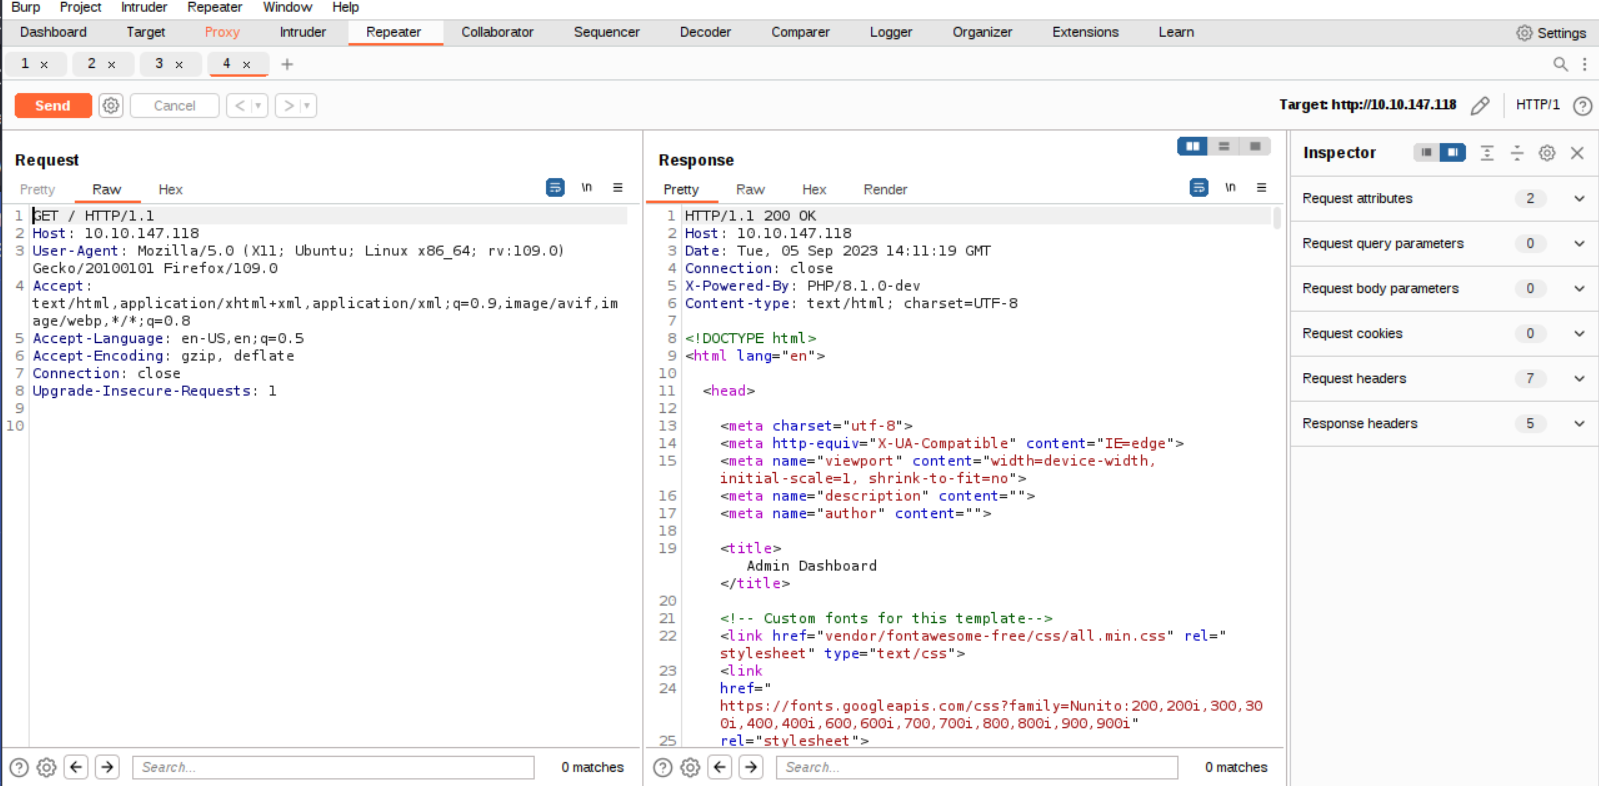 Burp Project Intruder Repeater Window Help
Dashboard Target Proxy Intruder Repeater Collaborator Sequencer Decoder Comparer Logger Organizer Extensions Learn Settings
1 × 2 × 3 × 4 × +
Send Cancel < > Target: http://10.10.147.118 HTTP/1 ?
Request
Pretty Raw Hex \n
1 GET / HTTP/1.1
2 Host: 10.10.147.118
3 User-Agent: Mozilla/5.0 (X11; Ubuntu; Linux x86_64; rv:109.0)
Gecko/20100101 Firefox/109.0
4 Accept:
text/html,application/xhtml+xml,application/xml;q=0.9,image/avif,im
age/webp,*/*;q=0.8
5 Accept-Language: en-US,en;q=0.5
6 Accept-Encoding: gzip, deflate
7 Connection: close
8 Upgrade-Insecure-Requests: 1
9
10
? Search... 0 matches
Response
Pretty Raw Hex Render \n
1 HTTP/1.1 200 OK
2 Host: 10.10.147.118
3 Date: Tue, 05 Sep 2023 14:11:19 GMT
4 Connection: close
5 X-Powered-By: PHP/8.1.0-dev
6 Content-type: text/html; charset=UTF-8
7
8 <!DOCTYPE html>
9 <html lang="en">
10
11 <head>
12
13 <meta charset="utf-8">
14 <meta http-equiv="X-UA-Compatible" content="IE=edge">
15 <meta name="viewport" content="width=device-width,
initial-scale=1, shrink-to-fit=no">
16 <meta name="description" content="">
17 <meta name="author" content="">
18
19 <title>
Admin Dashboard
</title>
20
21 <!-- Custom fonts for this template-->
22 <link href="vendor/fontawesome-free/css/all.min.css" rel="
stylesheet" type="text/css">
23 <link
24 href="
https://fonts.googleapis.com/css?family=Nunito:200,200i,300,30
0i,400,400i,600,600i,700,700i,800,800i,900,900i"
25 rel="stylesheet">
? Search... 0 matches
Inspector
Request attributes 2
Request query parameters 0
Request body parameters 0
Request cookies 0
Request headers 7
Response headers 5